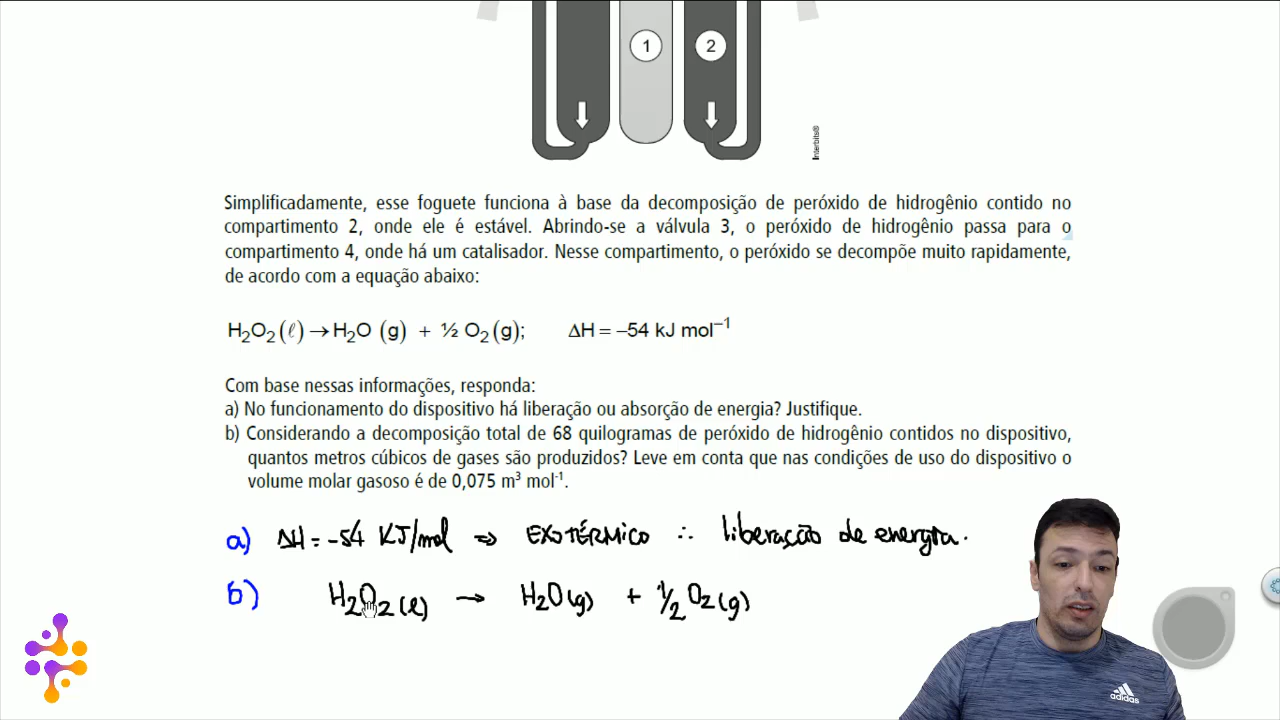 1
2
Interbits®
Simplificadamente, esse foguete funciona à base da decomposição de peróxido de hidrogênio contido no
compartimento 2, onde ele é estável. Abrindo-se a válvula 3, o peróxido de hidrogênio passa para o
compartimento 4, onde há um catalisador. Nesse compartimento, o peróxido se decompõe muito rapidamente,
de acordo com a equação abaixo:
H₂O₂ (ℓ) → H₂O (g) + ½ O₂ (g); ΔH = –54 kJ mol⁻¹
Com base nessas informações, responda:
a) No funcionamento do dispositivo há liberação ou absorção de energia? Justifique.
b) Considerando a decomposição total de 68 quilogramas de peróxido de hidrogênio contidos no dispositivo,
quantos metros cúbicos de gases são produzidos? Leve em conta que nas condições de uso do dispositivo o
volume molar gasoso é de 0,075 m³ mol⁻¹.
a) ΔH = -54 KJ/mol ⇒ EXOTÉRMICO ∴ liberação de energia.
b) H₂O₂(l) → H₂O(g) + 1/2 O₂(g)
adidas